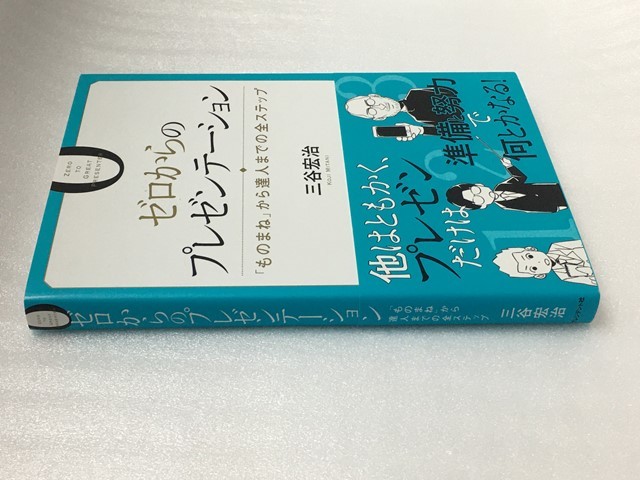 0
ZERO
TO
GREAT
PRESENTER
ゼロからの
プレゼンテーション
「ものまね」から達人までの全ステップ
三谷宏治
KOJI MITANI
他はともかく、
プレゼン
だけは
準備と努力
で
何とかなる!
1
2
3
ゼロからのプレゼンテーション
「ものまね」から
達人までの全ステップ
三谷宏治